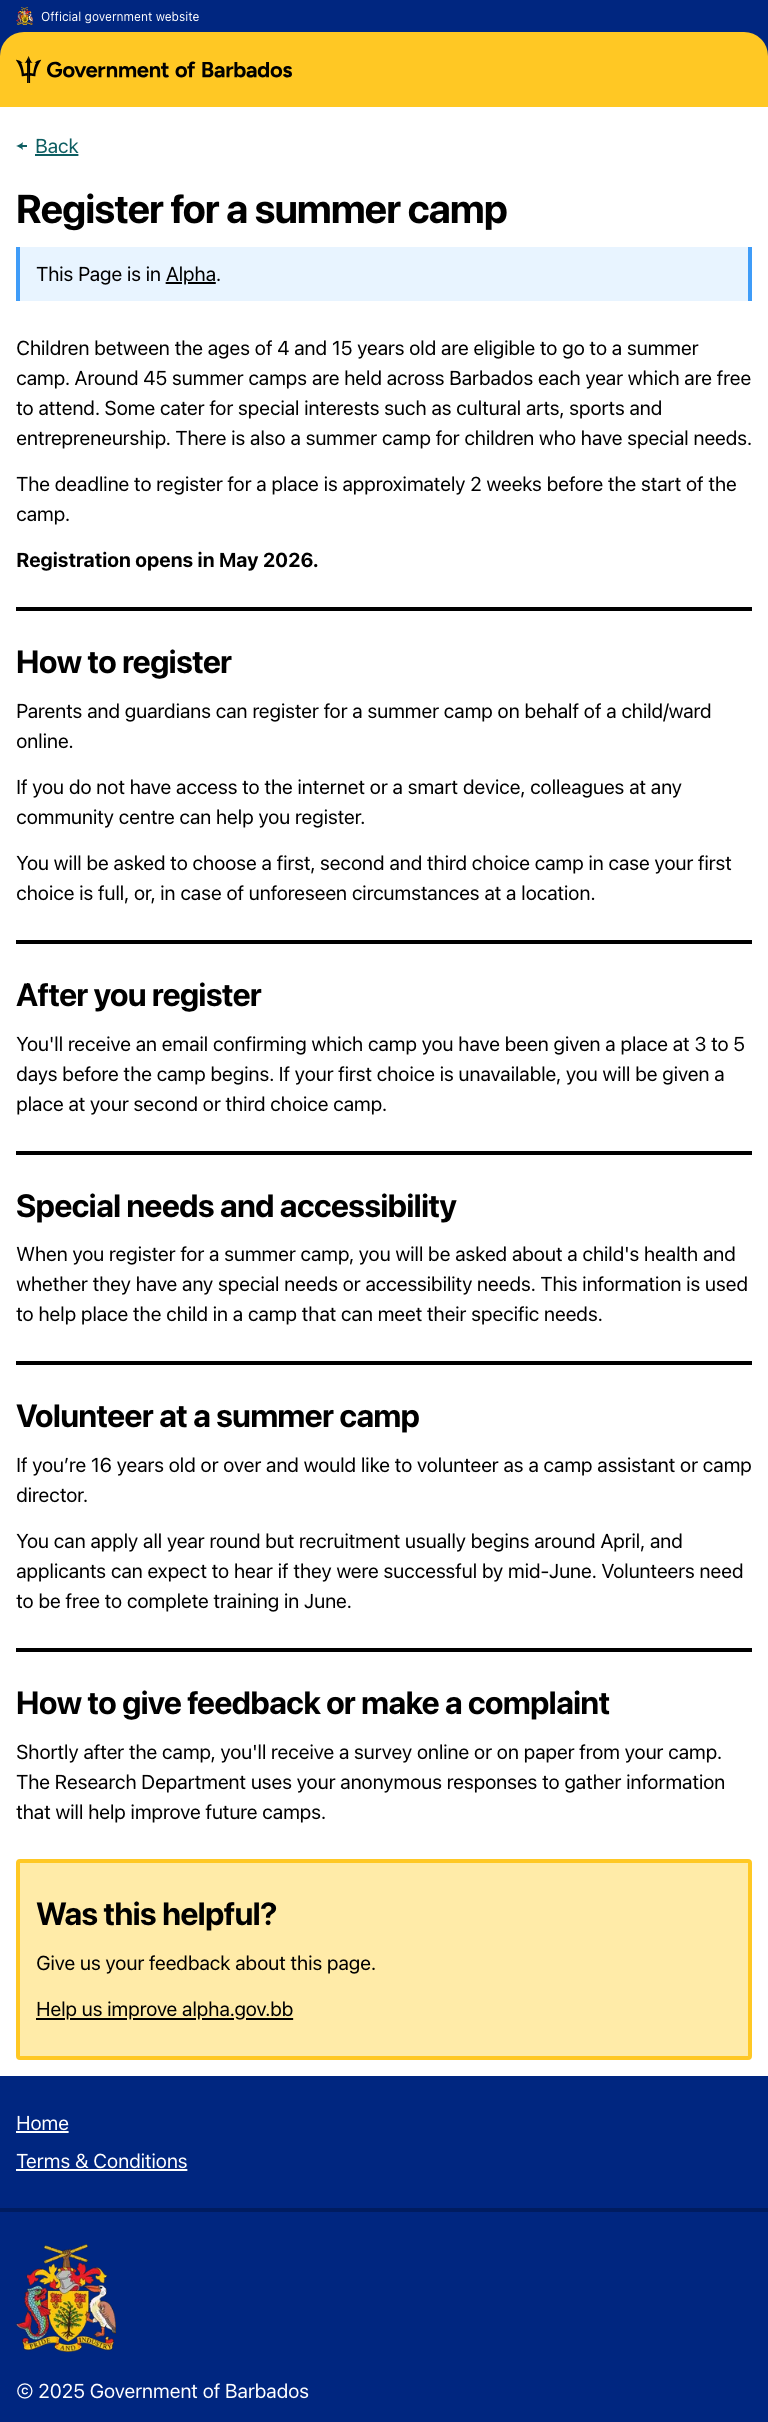 Official government website
Government of Barbados
Back
Register for a summer camp
This Page is in Alpha.
Children between the ages of 4 and 15 years old are eligible to go to a summer
camp. Around 45 summer camps are held across Barbados each year which are free
to attend. Some cater for special interests such as cultural arts, sports and
entrepreneurship. There is also a summer camp for children who have special needs.
The deadline to register for a place is approximately 2 weeks before the start of the
camp.
Registration opens in May 2026.
How to register
Parents and guardians can register for a summer camp on behalf of a child/ward
online.
If you do not have access to the internet or a smart device, colleagues at any
community centre can help you register.
You will be asked to choose a first, second and third choice camp in case your first
choice is full, or, in case of unforeseen circumstances at a location.
After you register
You'll receive an email confirming which camp you have been given a place at 3 to 5
days before the camp begins. If your first choice is unavailable, you will be given a
place at your second or third choice camp.
Special needs and accessibility
When you register for a summer camp, you will be asked about a child's health and
whether they have any special needs or accessibility needs. This information is used
to help place the child in a camp that can meet their specific needs.
Volunteer at a summer camp
If you’re 16 years old or over and would like to volunteer as a camp assistant or camp
director.
You can apply all year round but recruitment usually begins around April, and
applicants can expect to hear if they were successful by mid-June. Volunteers need
to be free to complete training in June.
How to give feedback or make a complaint
Shortly after the camp, you'll receive a survey online or on paper from your camp.
The Research Department uses your anonymous responses to gather information
that will help improve future camps.
Was this helpful?
Give us your feedback about this page.
Help us improve alpha.gov.bb
Home
Terms & Conditions
PRIDE AND INDUSTRY
© 2025 Government of Barbados